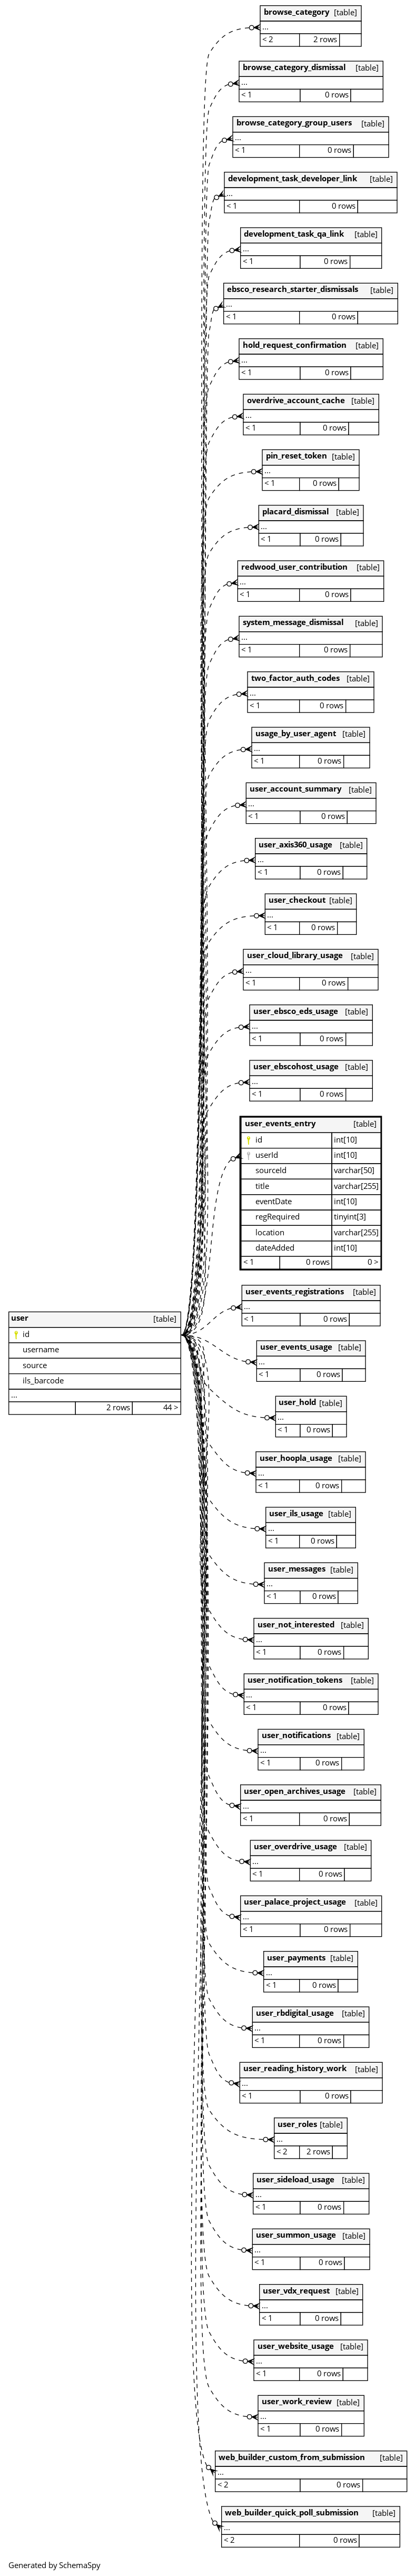 browse_category [table]
...
< 2 2 rows
browse_category_dismissal [table]
...
< 1 0 rows
browse_category_group_users [table]
...
< 1 0 rows
development_task_developer_link [table]
...
< 1 0 rows
development_task_qa_link [table]
...
< 1 0 rows
ebsco_research_starter_dismissals [table]
...
< 1 0 rows
hold_request_confirmation [table]
...
< 1 0 rows
overdrive_account_cache [table]
...
< 1 0 rows
pin_reset_token [table]
...
< 1 0 rows
placard_dismissal [table]
...
< 1 0 rows
redwood_user_contribution [table]
...
< 1 0 rows
system_message_dismissal [table]
...
< 1 0 rows
two_factor_auth_codes [table]
...
< 1 0 rows
usage_by_user_agent [table]
...
< 1 0 rows
user_account_summary [table]
...
< 1 0 rows
user_axis360_usage [table]
...
< 1 0 rows
user_checkout [table]
...
< 1 0 rows
user_cloud_library_usage [table]
...
< 1 0 rows
user_ebsco_eds_usage [table]
...
< 1 0 rows
user_ebscohost_usage [table]
...
< 1 0 rows
user_events_entry [table]
id int[10]
userId int[10]
sourceId varchar[50]
title varchar[255]
eventDate int[10]
regRequired tinyint[3]
location varchar[255]
dateAdded int[10]
< 1 0 rows 0 >
user_events_registrations [table]
...
< 1 0 rows
user [table]
id
username
source
ils_barcode
...
2 rows 44 >
user_events_usage [table]
...
< 1 0 rows
user_hold [table]
...
< 1 0 rows
user_hoopla_usage [table]
...
< 1 0 rows
user_ils_usage [table]
...
< 1 0 rows
user_messages [table]
...
< 1 0 rows
user_not_interested [table]
...
< 1 0 rows
user_notification_tokens [table]
...
< 1 0 rows
user_notifications [table]
...
< 1 0 rows
user_open_archives_usage [table]
...
< 1 0 rows
user_overdrive_usage [table]
...
< 1 0 rows
user_palace_project_usage [table]
...
< 1 0 rows
user_payments [table]
...
< 1 0 rows
user_rbdigital_usage [table]
...
< 1 0 rows
user_reading_history_work [table]
...
< 1 0 rows
user_roles [table]
...
< 2 2 rows
user_sideload_usage [table]
...
< 1 0 rows
user_summon_usage [table]
...
< 1 0 rows
user_vdx_request [table]
...
< 1 0 rows
user_website_usage [table]
...
< 1 0 rows
user_work_review [table]
...
< 1 0 rows
web_builder_custom_from_submission [table]
...
< 2 0 rows
web_builder_quick_poll_submission [table]
...
< 2 0 rows
Generated by SchemaSpy